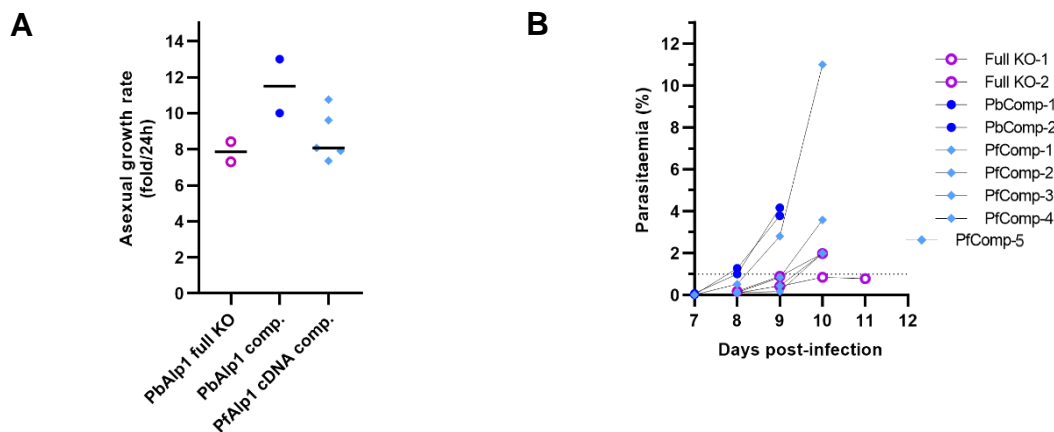 A
Asexual growth rate
(fold/24h)
14
12
10
8
6
4
2
0
PbAlp1 full KO
PbAlp1 comp.
PfAlp1 cDNA comp.
B
Parasitaemia (%)
12
10
8
6
4
2
0
7 8 9 10 11 12
Days post-infection
Full KO-1
Full KO-2
PbComp-1
PbComp-2
PfComp-1
PfComp-2
PfComp-3
PfComp-4
PfComp-5